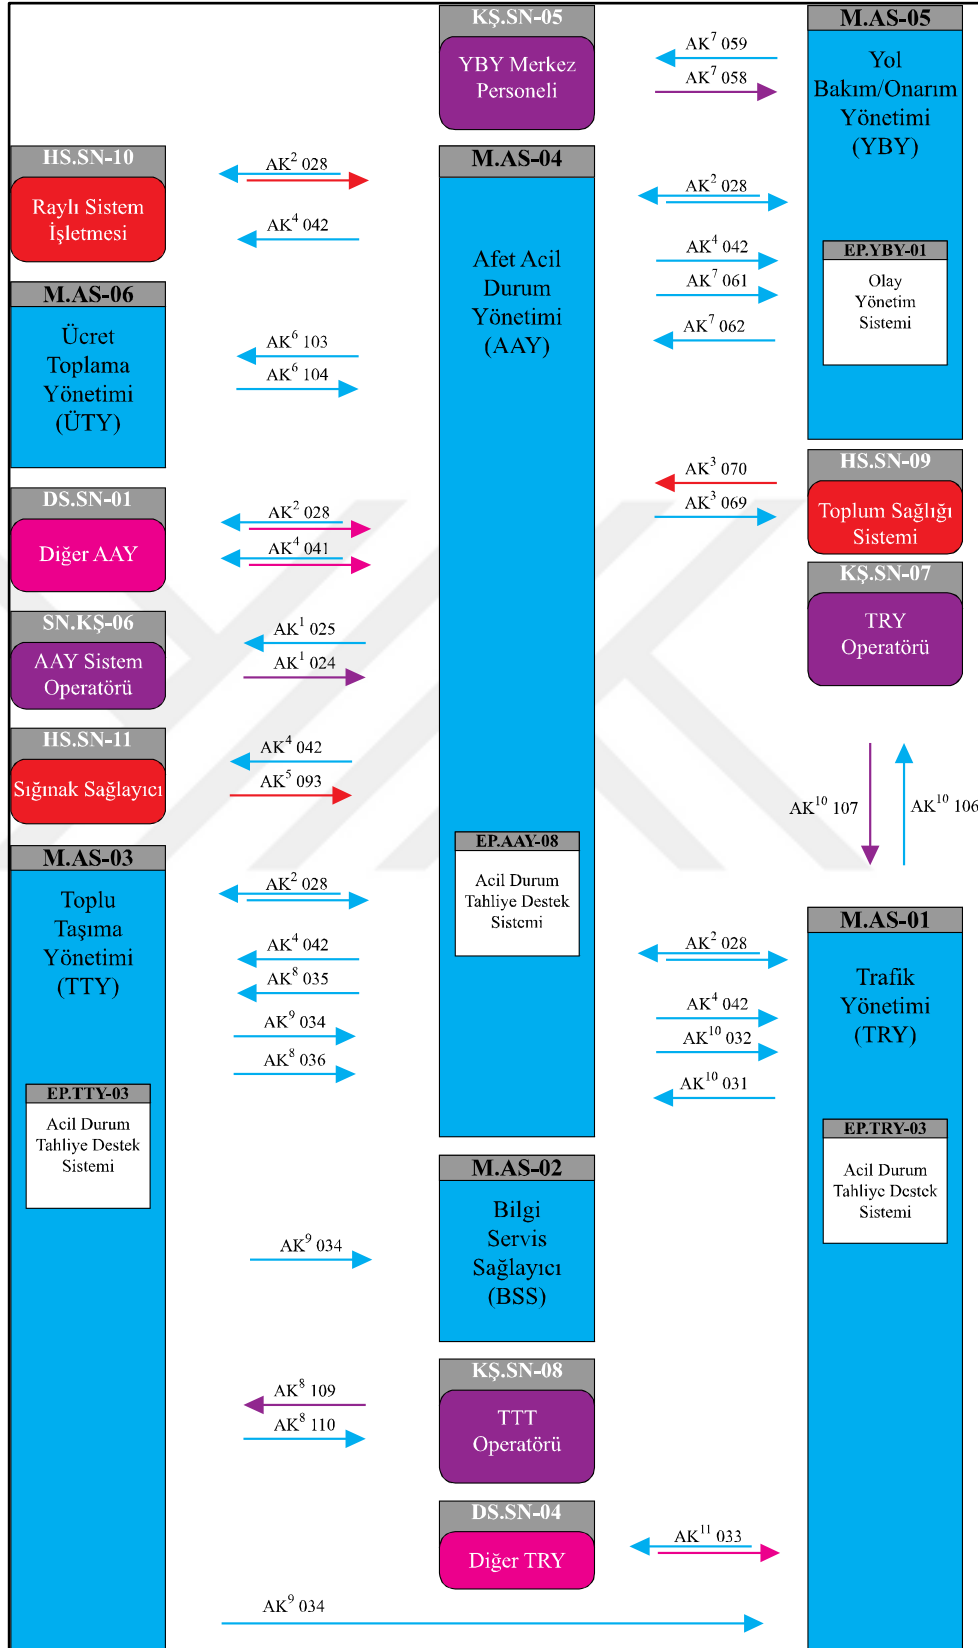 KŞ.SN-05
YBY Merkez
Personeli
AK⁷ 059
AK⁷ 058
M.AS-05
Yol
Bakım/Onarım
Yönetimi
(YBY)
EP.YBY-01
Olay
Yönetim
Sistemi
HS.SN-10
Raylı Sistem
İşletmesi
AK² 028
AK⁴ 042
M.AS-04
Afet Acil
Durum
Yönetimi
(AAY)
AK² 028
AK⁴ 042
AK⁷ 061
AK⁷ 062
M.AS-06
Ücret
Toplama
Yönetimi
(ÜTY)
AK⁶ 103
AK⁶ 104
HS.SN-09
Toplum Sağlığı
Sistemi
AK³ 070
AK³ 069
DS.SN-01
Diğer AAY
AK² 028
AK⁴ 041
KŞ.SN-07
TRY
Operatörü
SN.KŞ-06
AAY Sistem
Operatörü
AK¹ 025
AK¹ 024
HS.SN-11
Sığınak Sağlayıcı
AK⁴ 042
AK⁵ 093
AK¹⁰ 107
AK¹⁰ 106
EP.AAY-08
Acil Durum
Tahliye Destek
Sistemi
M.AS-03
Toplu
Taşıma
Yönetimi
(TTY)
AK² 028
AK⁴ 042
AK⁸ 035
AK⁹ 034
AK⁸ 036
M.AS-01
Trafik
Yönetimi
(TRY)
AK² 028
AK⁴ 042
AK¹⁰ 032
AK¹⁰ 031
EP.TTY-03
Acil Durum
Tahliye Destek
Sistemi
EP.TRY-03
Acil Durum
Tahliye Destek
Sistemi
M.AS-02
Bilgi
Servis
Sağlayıcı
(BSS)
AK⁹ 034
KŞ.SN-08
TTT
Operatörü
AK⁸ 109
AK⁸ 110
DS.SN-04
Diğer TRY
AK¹¹ 033
AK⁹ 034